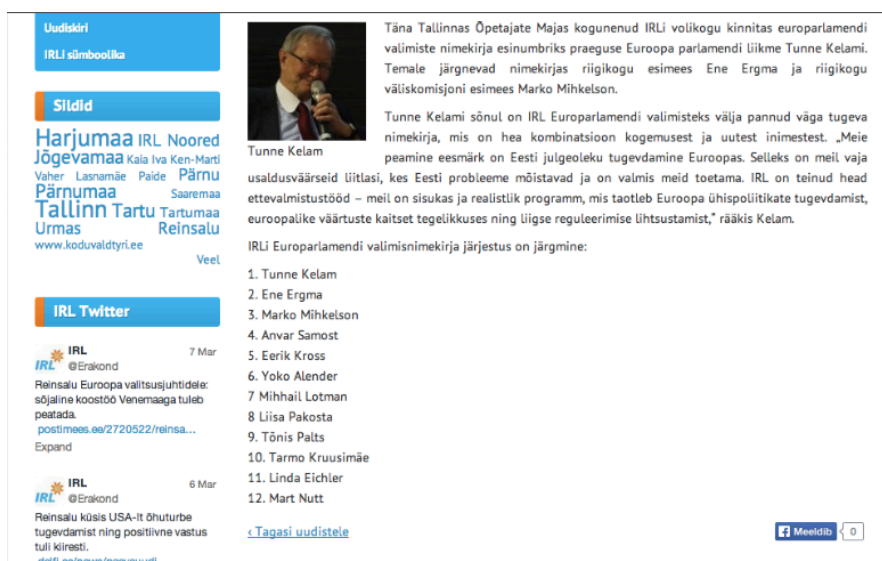 Uudiskiri
IRLi sümboolika
Sildid
Harjumaa IRL Noored
Jõgevamaa Kaia Iva Ken-Marti
Vaher Lasnamäe Paide Pärnu
Pärnumaa Saaremaa
Tallinn Tartu Tartumaa
Urmas Reinsalu
www.koduvaldtyri.ee
Veel
IRL Twitter
IRL 7 Mar
IRL @Erakond
Reinsalu Euroopa valitsusjuhtidele:
sõjaline koostöö Venemaaga tuleb
peatada.
postimees.ee/2720522/reinsa...
Expand
IRL 6 Mar
IRL @Erakond
Reinsalu küsis USA-lt õhuturbe
tugevdamist ning positiivne vastus
tuli kiiresti.
Täna Tallinnas Õpetajate Majas kogunenud IRLi volikogu kinnitas europarlamendi
valimiste nimekirja esinumbriks praeguse Euroopa parlamendi liikme Tunne Kelami.
Temale järgnevad nimekirjas riigikogu esimees Ene Ergma ja riigikogu
väliskomisjoni esimees Marko Mihkelson.
Tunne Kelam
Tunne Kelami sõnul on IRL Europarlamendi valimisteks välja pannud väga tugeva
nimekirja, mis on hea kombinatsioon kogemusest ja uutest inimestest. „Meie
peamine eesmärk on Eesti julgeoleku tugevdamine Euroopas. Selleks on meil vaja
usaldusväärseid liitlasi, kes Eesti probleeme mõistavad ja on valmis meid toetama. IRL on teinud head
ettevalmistustööd – meil on sisukas ja realistlik programm, mis taotleb Euroopa ühispoliitikate tugevdamist,
euroopalike väärtuste kaitset tegelikkuses ning liigse reguleerimise lihtsustamist,” rääkis Kelam.
IRLi Europarlamendi valimisnimekirja järjestus on järgmine:
1. Tunne Kelam
2. Ene Ergma
3. Marko Mihkelson
4. Anvar Samost
5. Eerik Kross
6. Yoko Alender
7 Mihhail Lotman
8 Liisa Pakosta
9. Tõnis Palts
10. Tarmo Kruusimäe
11. Linda Eichler
12. Mart Nutt
‹ Tagasi uudistele
Meeldib 0